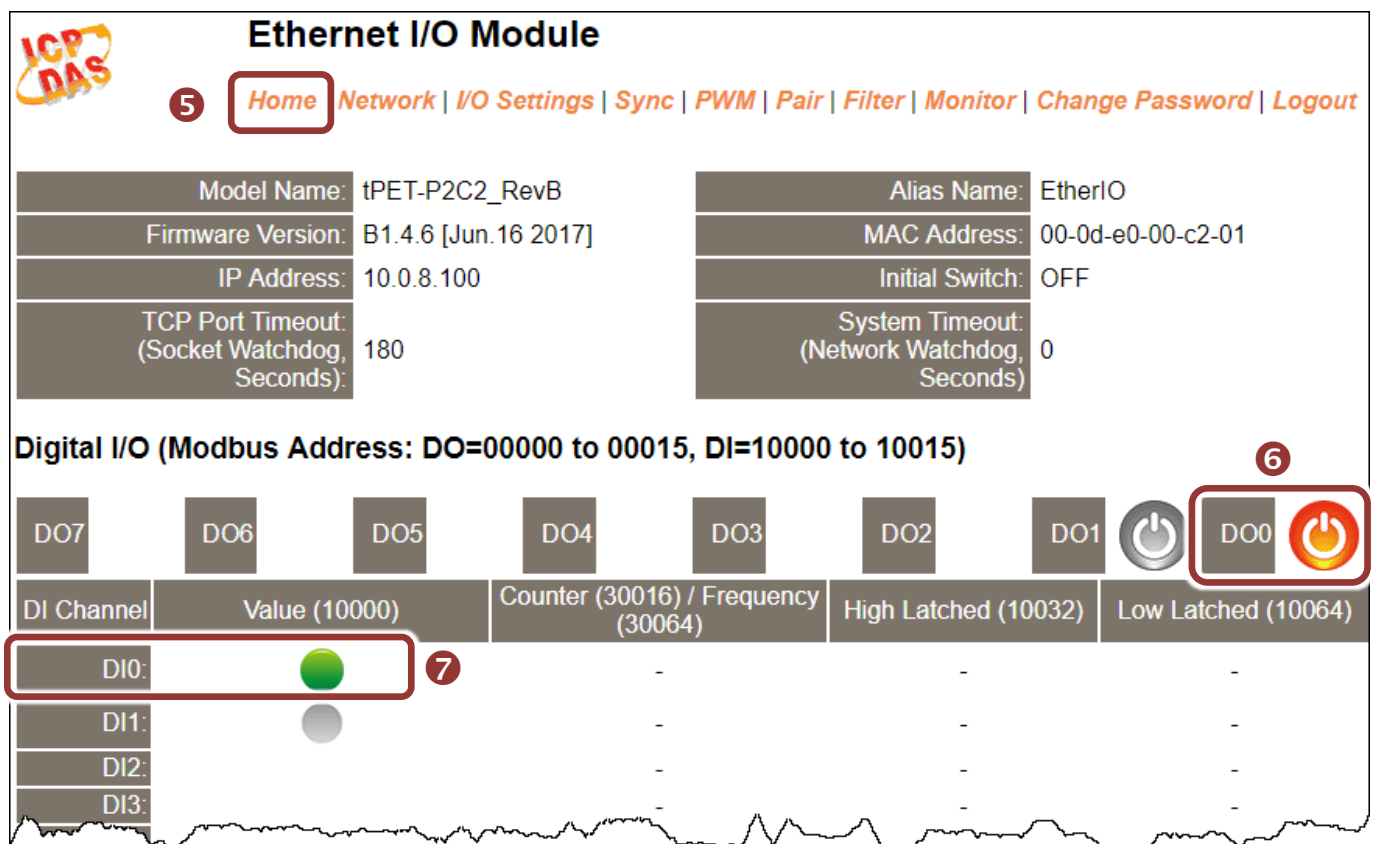 ICP DAS
Ethernet I/O Module
5 Home Network | I/O Settings | Sync | PWM | Pair | Filter | Monitor | Change Password | Logout
Model Name: tPET-P2C2_RevB Alias Name: EtherIO
Firmware Version: B1.4.6 [Jun.16 2017] MAC Address: 00-0d-e0-00-c2-01
IP Address: 10.0.8.100 Initial Switch: OFF
TCP Port Timeout:
(Socket Watchdog,
Seconds):
180
System Timeout:
(Network Watchdog,
Seconds)
0
Digital I/O (Modbus Address: DO=00000 to 00015, DI=10000 to 10015)
6
DO7 DO6 DO5 DO4 DO3 DO2 DO1 DO0
DI Channel Value (10000) Counter (30016) / Frequency
(30064)
High Latched (10032) Low Latched (10064)
DI0: 7 - - -
DI1: - - -
DI2: - - -
DI3: - - -